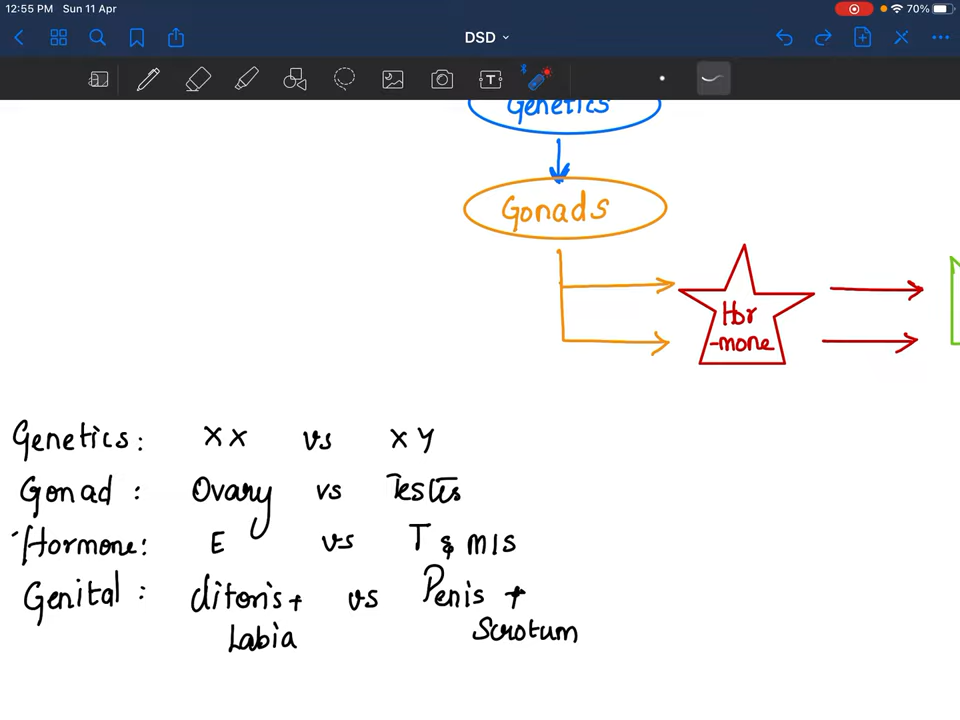 12:55 PM Sun 11 Apr 70%
DSD
Genetics
Gonads
Hor
-mone
Genetics: XX vs XY
Gonad: Ovary vs Testis
Hormone: E vs T & MIS
Genital: Clitoris + vs Penis +
Labia Scrotum